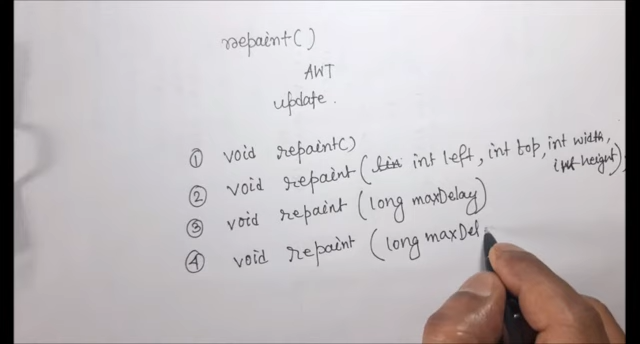 repaint()
AWT
update.
① void repaint()
② void repaint (int left, int top, int width, int height)
③ void repaint (long maxDelay)
④ void repaint (long maxDel